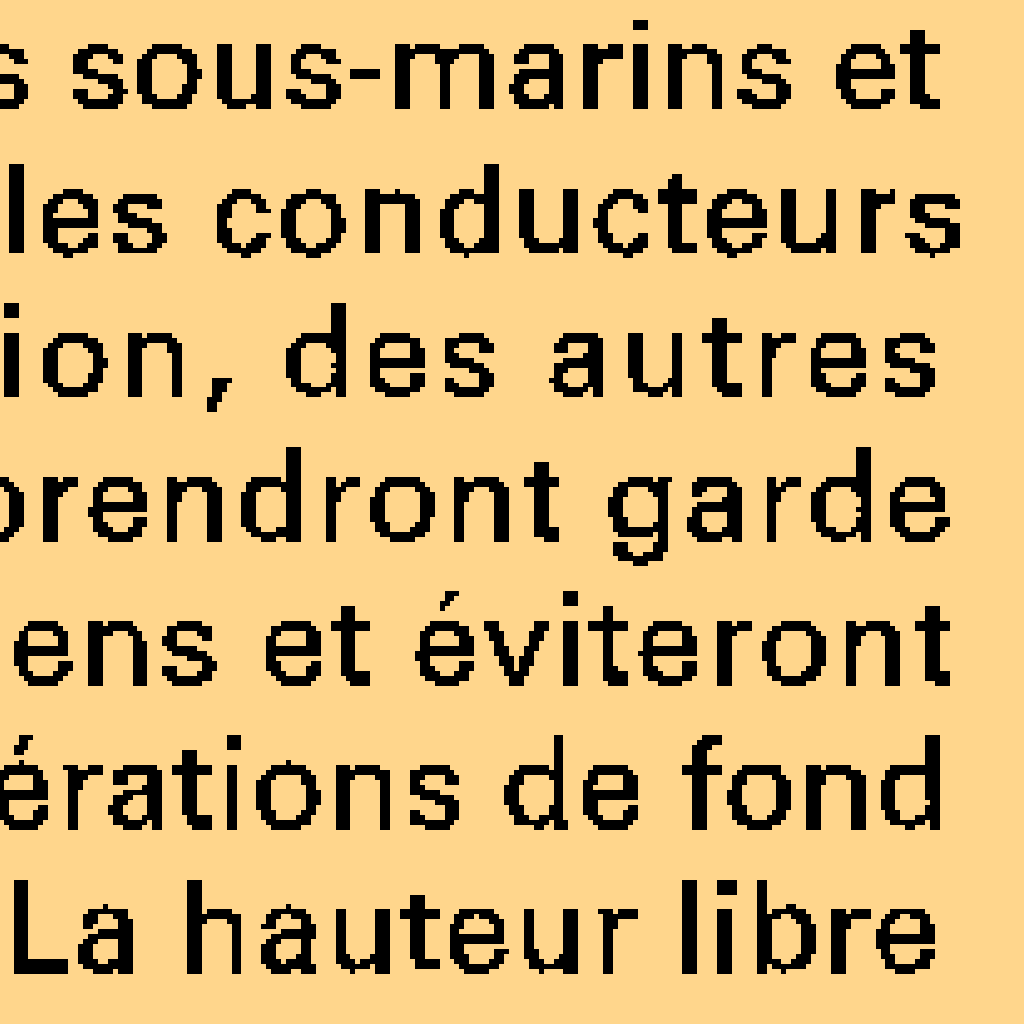 s sous-marins et
les conducteurs
ion, des autres
prendront garde
ens et éviteront
érations de fond
La hauteur libre